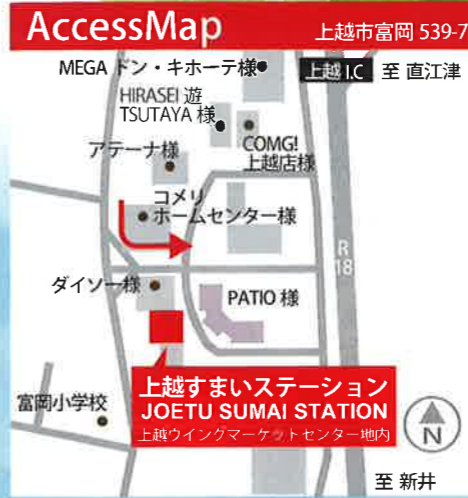 AccessMap
上越市富岡 539-7
MEGA ドン・キホーテ様
上越 I.C 至 直江津
HIRASEI 遊
TSUTAYA 様
COMG!
上越店様
アテーナ様
コメリ
ホームセンター様
R
18
ダイソー様
PATIO 様
上越すまいステーション
JOETU SUMAI STATION
上越ウイングマーケットセンター地内
富岡小学校
N
至 新井